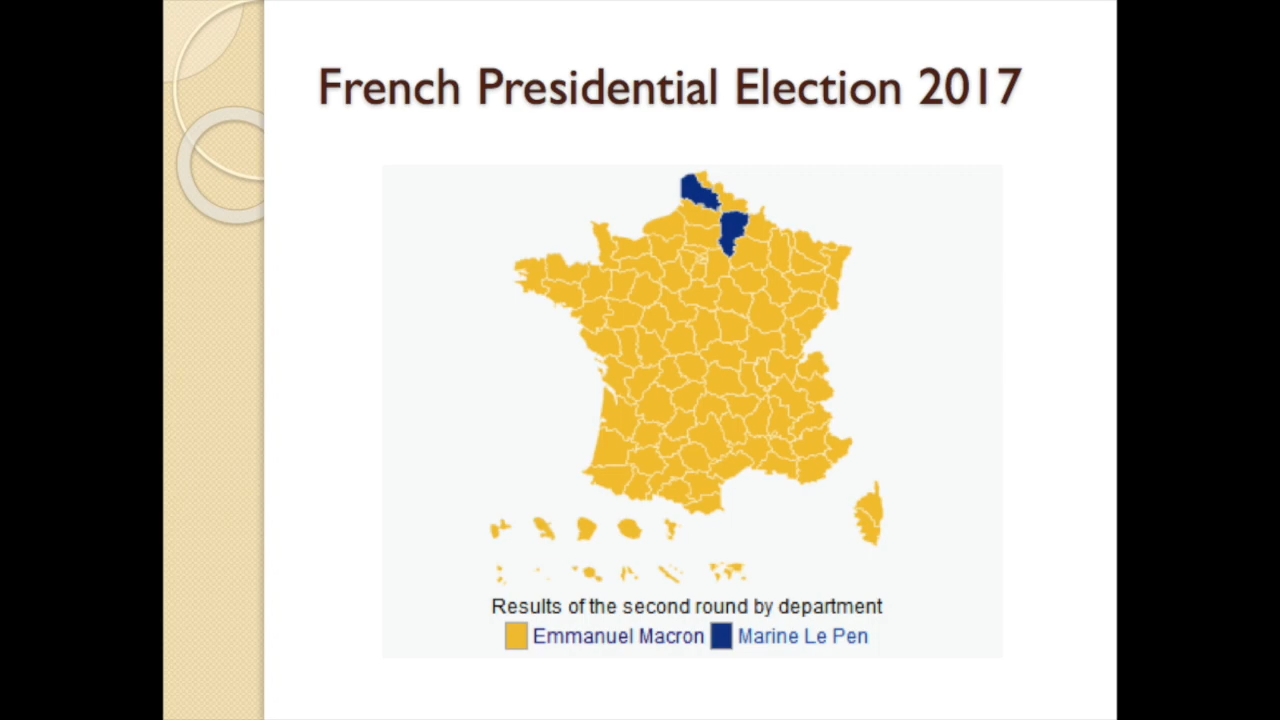 French Presidential Election 2017
Results of the second round by department
Emmanuel Macron Marine Le Pen